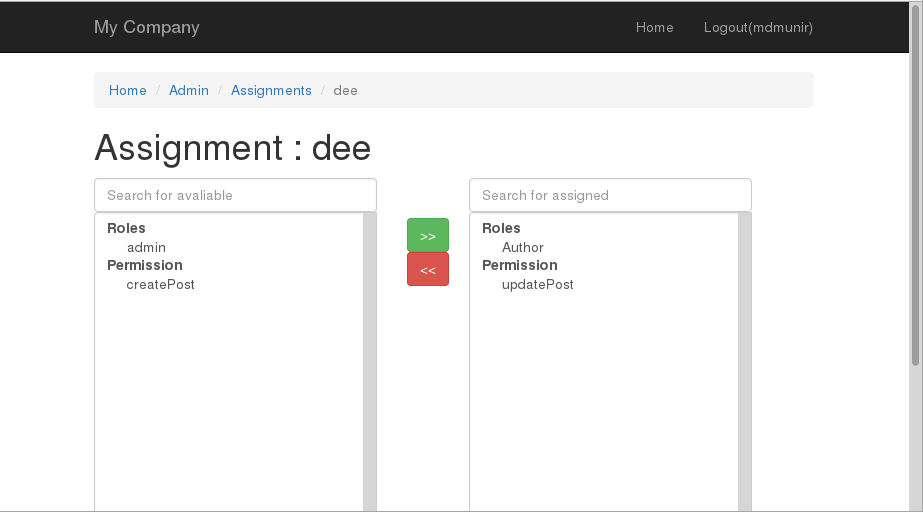 My Company Home Logout(mdmunir)
Home / Admin / Assignments / dee
Assignment : dee
Search for avaliable
Search for assigned
Roles
admin
Permission
createPost
>>
<<
Roles
Author
Permission
updatePost